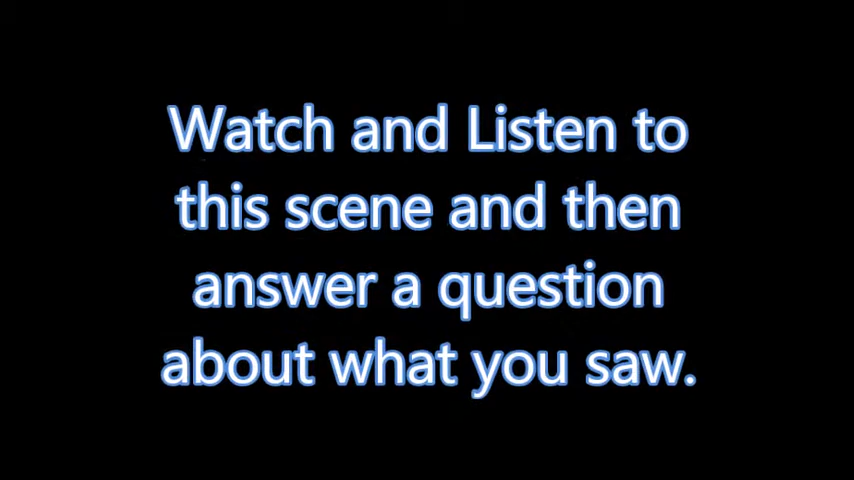 Watch and Listen to
this scene and then
answer a question
about what you saw.